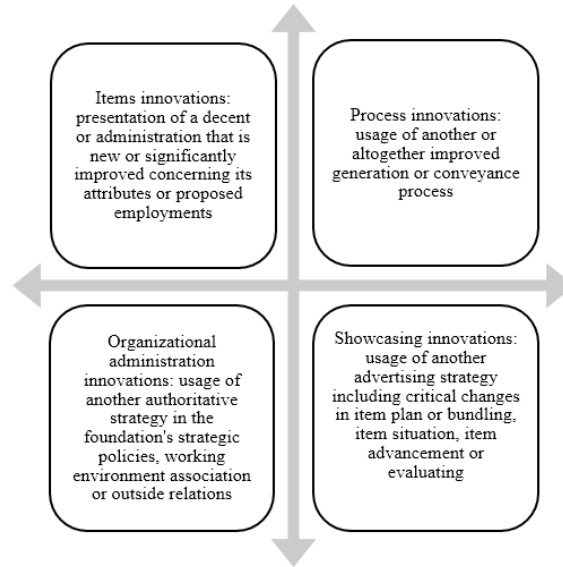 Items innovations:
presentation of a decent
or administration that is
new or significantly
improved concerning its
attributes or proposed
employments
Process innovations:
usage of another or
altogether improved
generation or conveyance
process
Organizational
administration
innovations: usage of
another authoritative
strategy in the
foundation's strategic
policies, working
environment association
or outside relations
Showcasing innovations:
usage of another
advertising strategy
including critical changes
in item plan or bundling,
item situation, item
advancement or
evaluating